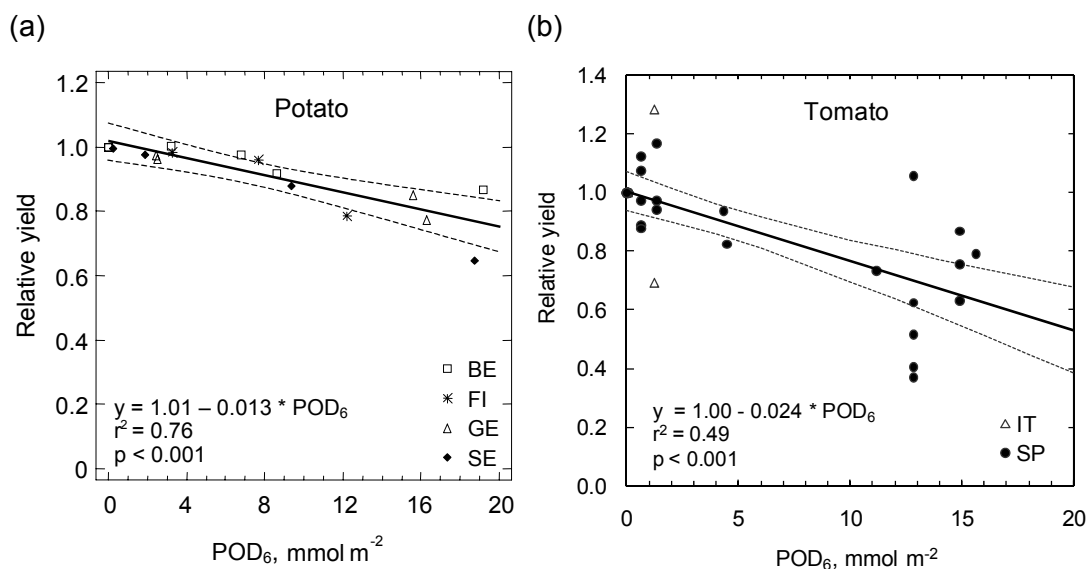 (a)
Potato
Relative yield
1.2
1.0
0.8
0.6
0.4
0.2
0
BE
FI
GE
SE
y = 1.01 – 0.013 * POD₆
r² = 0.76
p < 0.001
0 4 8 12 16 20
POD₆, mmol m⁻²
(b)
Tomato
Relative yield
1.4
1.2
1.0
0.8
0.6
0.4
0.2
0.0
y = 1.00 - 0.024 * POD₆
r² = 0.49
p < 0.001
IT
SP
0 5 10 15 20
POD₆, mmol m⁻²